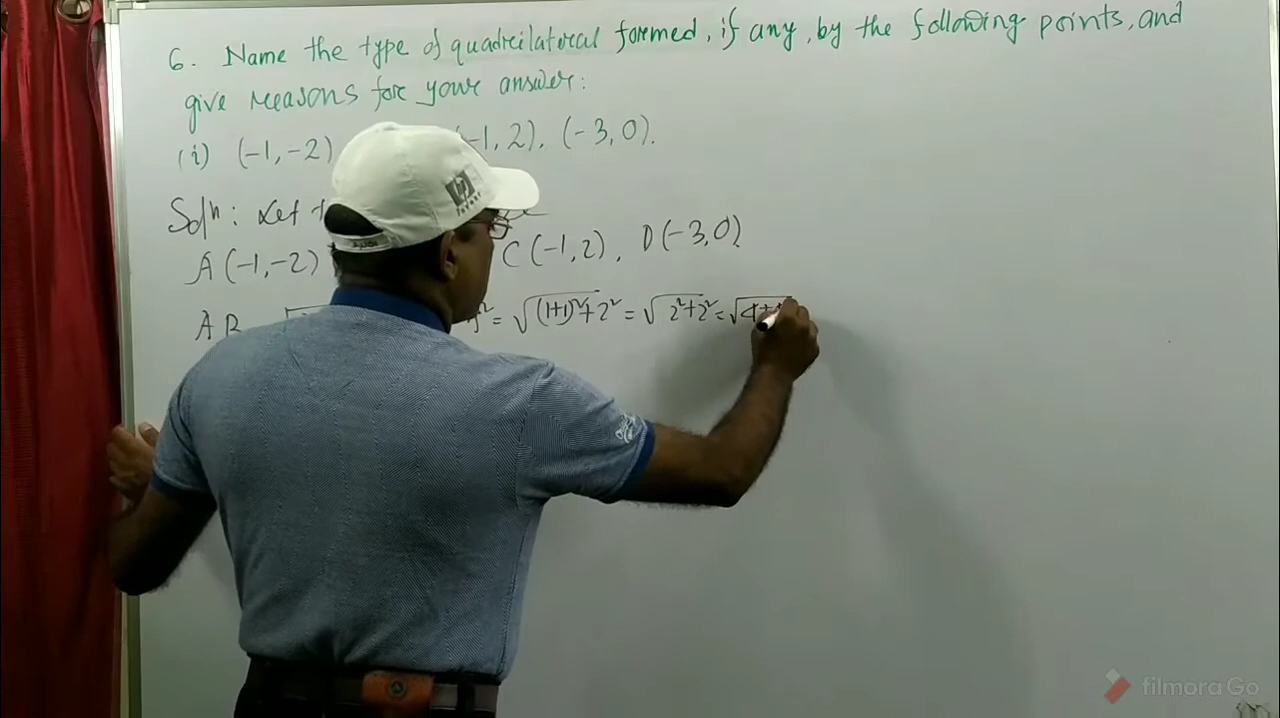 6. Name the type of quadrilateral formed, if any, by the following points, and
give reasons for your answer:
(i) (-1, -2) (-1, 2), (-3, 0).
Solⁿ: Let
A(-1, -2) C(-1, 2), D(-3, 0)
AB = √((1+1)²+2²) = √(2²+2²) = √(4+
hp
filmora Go